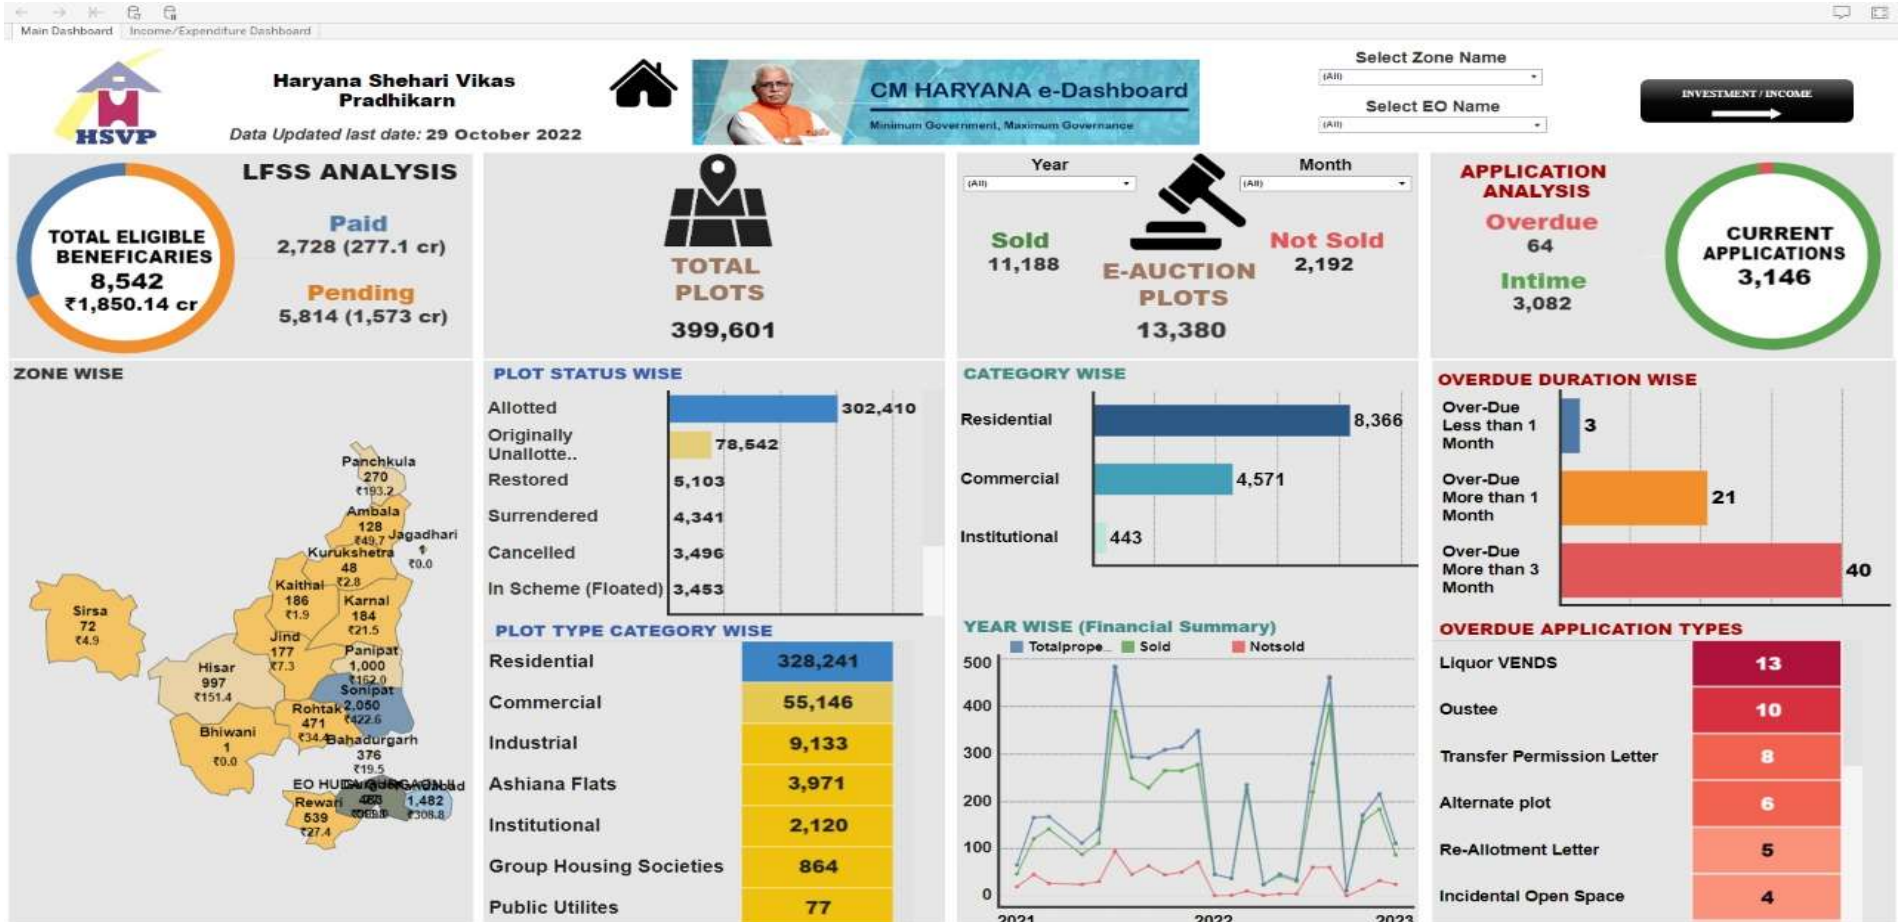 Main Dashboard
Income/Expenditure Dashboard
HSVP
Haryana Shehari Vikas
Pradhikarn
Data Updated last date: 29 October 2022
CM HARYANA e-Dashboard
Minimum Government, Maximum Governance
Select Zone Name
(All)
Select EO Name
(All)
INVESTMENT / INCOME
TOTAL ELIGIBLE
BENEFICARIES
8,542
₹1,850.14 cr
LFSS ANALYSIS
Paid
2,728 (277.1 cr)
Pending
5,814 (1,573 cr)
TOTAL
PLOTS
399,601
Year
(All)
Month
(All)
Sold
11,188
E-AUCTION
PLOTS
13,380
Not Sold
2,192
APPLICATION
ANALYSIS
Overdue
64
Intime
3,082
CURRENT
APPLICATIONS
3,146
ZONE WISE
Panchkula
270
₹193.2
Ambala
128
₹49.7
Jagadhari
₹0.0
Kurukshetra
48
₹2.8
Kaithal
186
₹1.9
Karnal
184
₹21.5
Sirsa
72
₹4.9
Jind
177
₹7.3
Panipat
1,000
₹162.0
Hisar
997
₹151.4
Sonipat
2,050
₹422.6
Rohtak
471
Bhiwani
1
₹0.0
Bahadurgarh
376
₹19.5
EO
Rewari
539
₹27.4
1,482
₹308.8
PLOT STATUS WISE
Allotted 302,410
Originally
Unallotte.. 78,542
Restored 5,103
Surrendered 4,341
Cancelled 3,496
In Scheme (Floated) 3,453
PLOT TYPE CATEGORY WISE
Residential 328,241
Commercial 55,146
Industrial 9,133
Ashiana Flats 3,971
Institutional 2,120
Group Housing Societies 864
Public Utilites 77
CATEGORY WISE
Residential 8,366
Commercial 4,571
Institutional 443
YEAR WISE (Financial Summary)
Totalprope.. Sold Notsold
500
400
300
200
100
0
2021 2022 2023
OVERDUE DURATION WISE
Over-Due
Less than 1
Month
3
Over-Due
More than 1
Month
21
Over-Due
More than 3
Month
40
OVERDUE APPLICATION TYPES
Liquor VENDS 13
Oustee 10
Transfer Permission Letter 8
Alternate plot 6
Re-Allotment Letter 5
Incidental Open Space 4